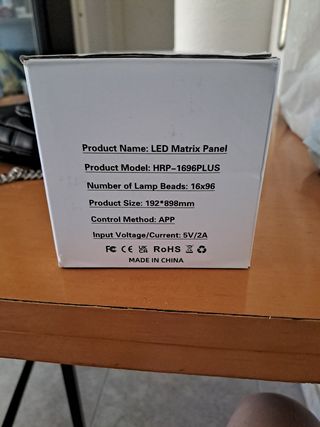 Product Name: LED Matrix Panel
Product Model: HRP-1696PLUS
Number of Lamp Beads: 16x96
Product Size: 192*898mm
Control Method: APP
Input Voltage/Current: 5V/2A
FC CE UKCA RoHS
MADE IN CHINA